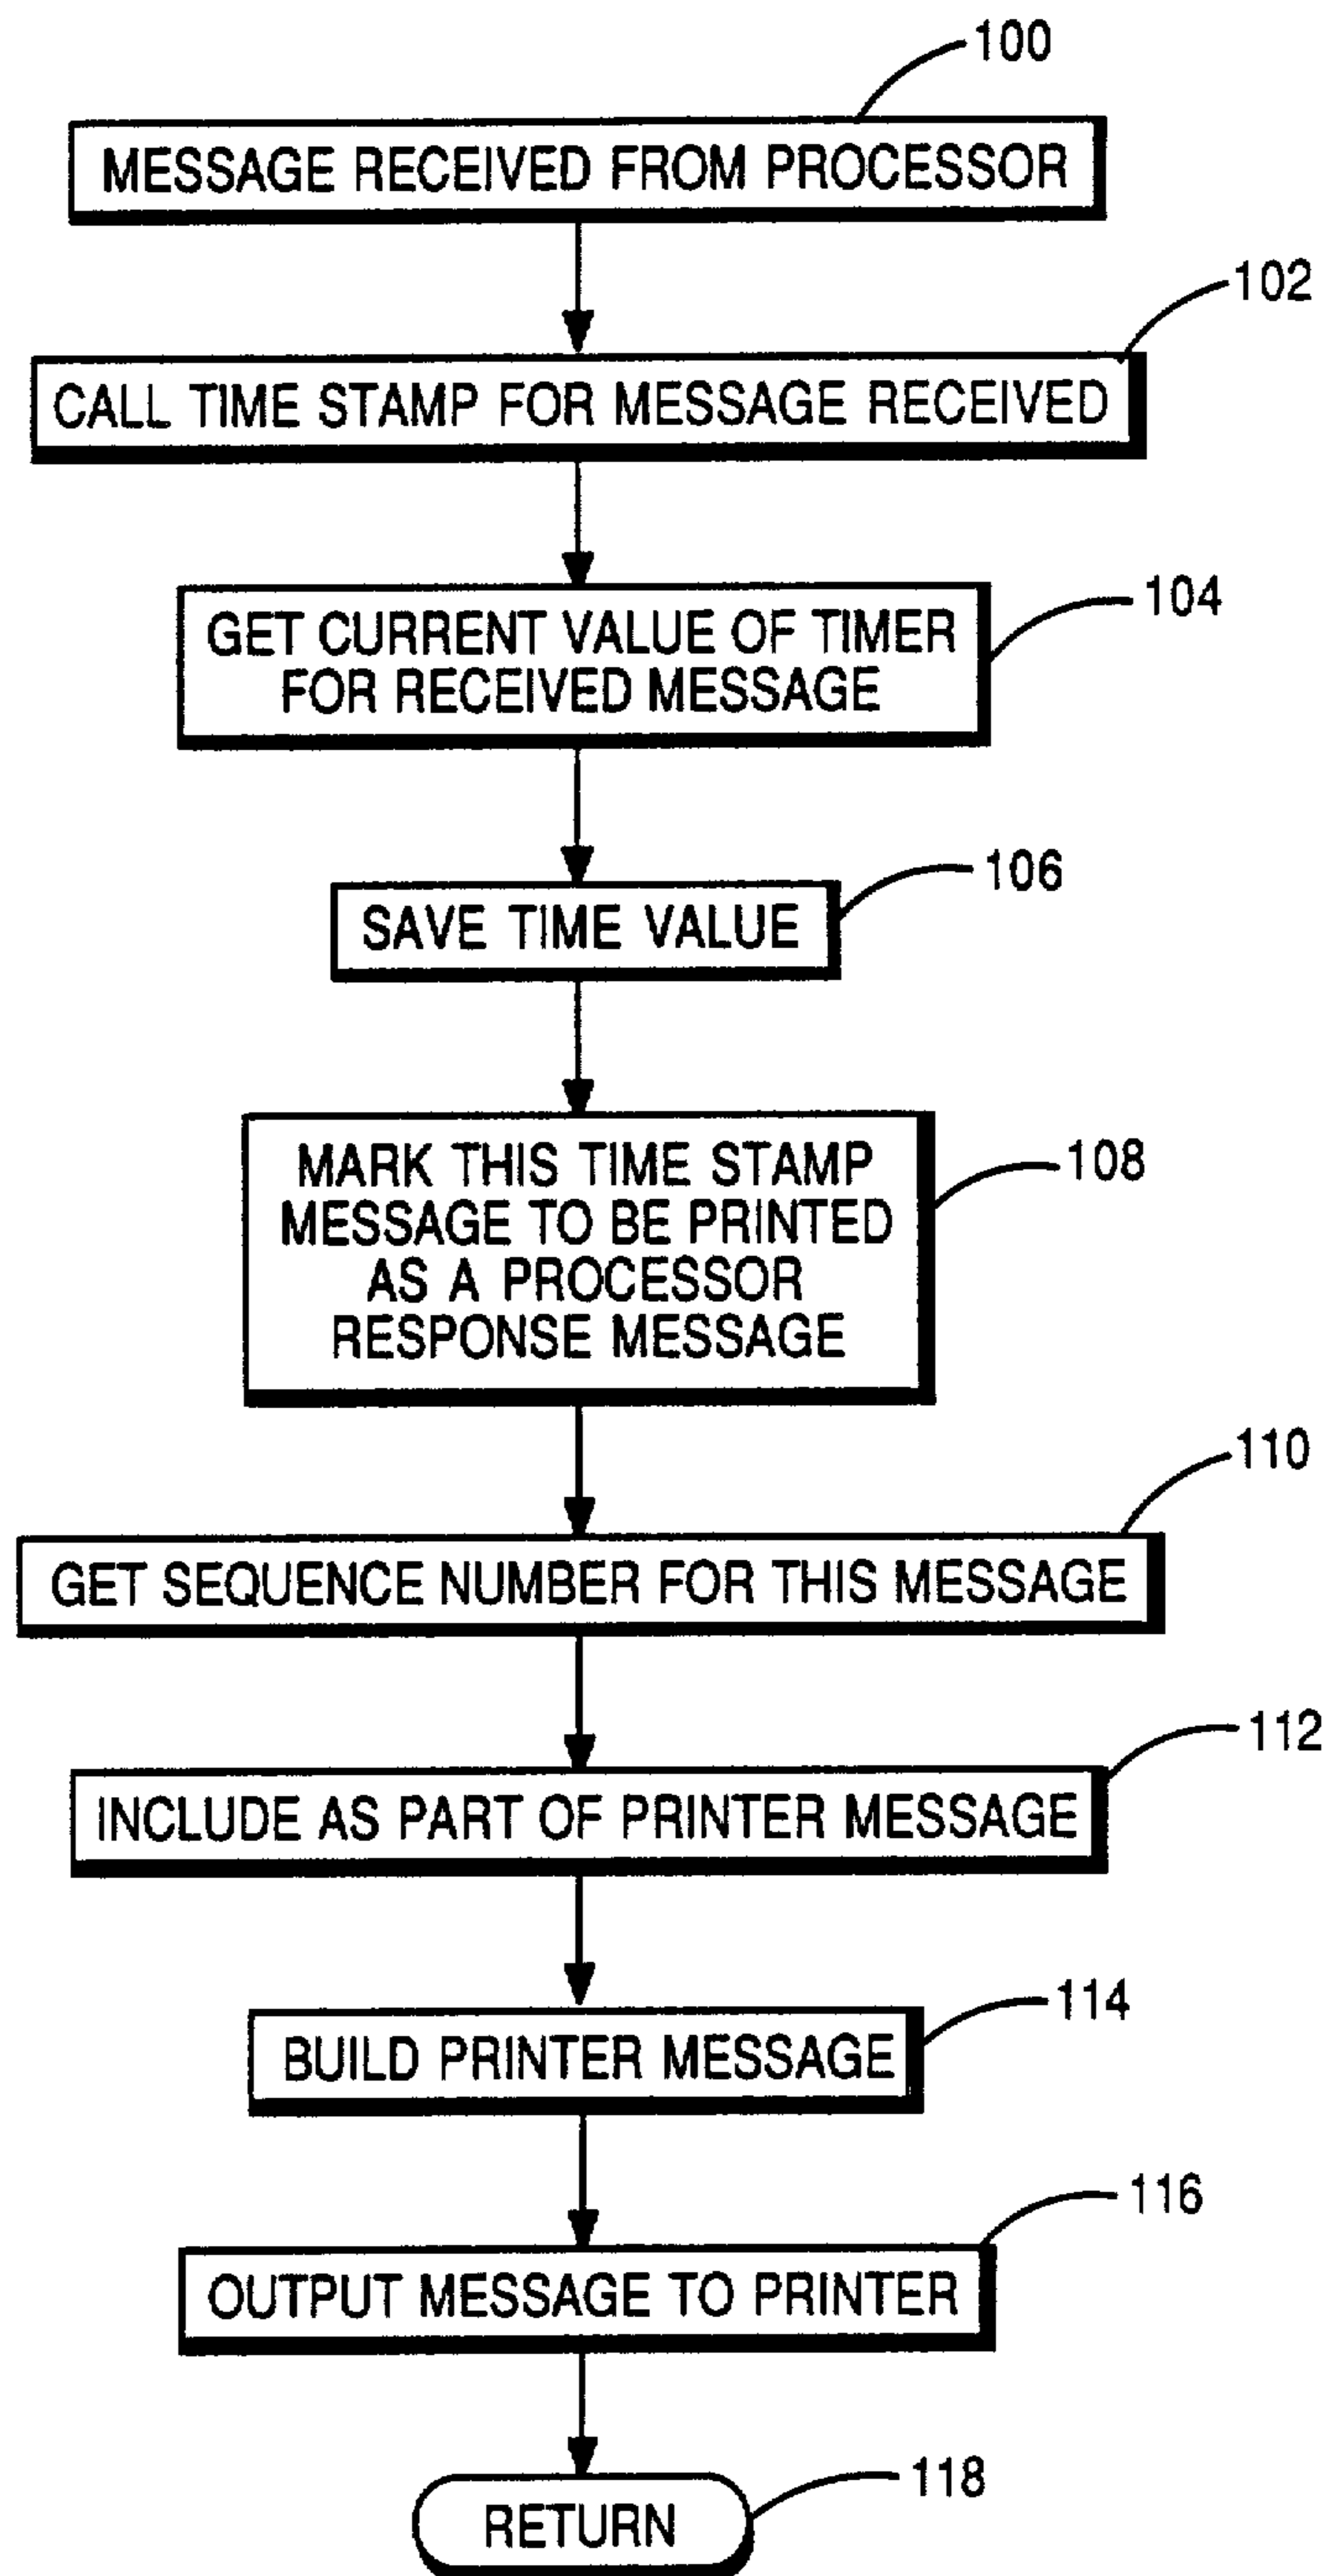 100
MESSAGE RECEIVED FROM PROCESSOR
102
CALL TIME STAMP FOR MESSAGE RECEIVED
104
GET CURRENT VALUE OF TIMER
FOR RECEIVED MESSAGE
106
SAVE TIME VALUE
108
MARK THIS TIME STAMP
MESSAGE TO BE PRINTED
AS A PROCESSOR
RESPONSE MESSAGE
110
GET SEQUENCE NUMBER FOR THIS MESSAGE
112
INCLUDE AS PART OF PRINTER MESSAGE
114
BUILD PRINTER MESSAGE
116
OUTPUT MESSAGE TO PRINTER
118
RETURN